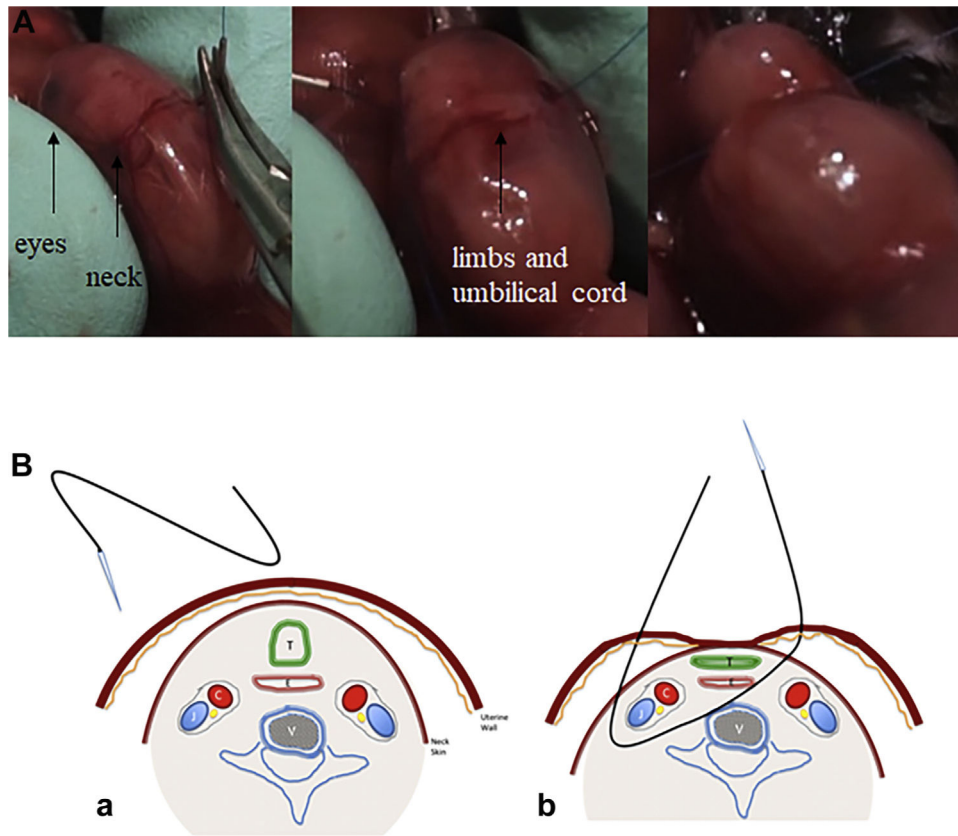 A
eyes
neck
limbs and
umbilical cord
B
T
E
C
J
V
Uterine
Wall
Neck
Skin
a
T
E
C
J
V
b